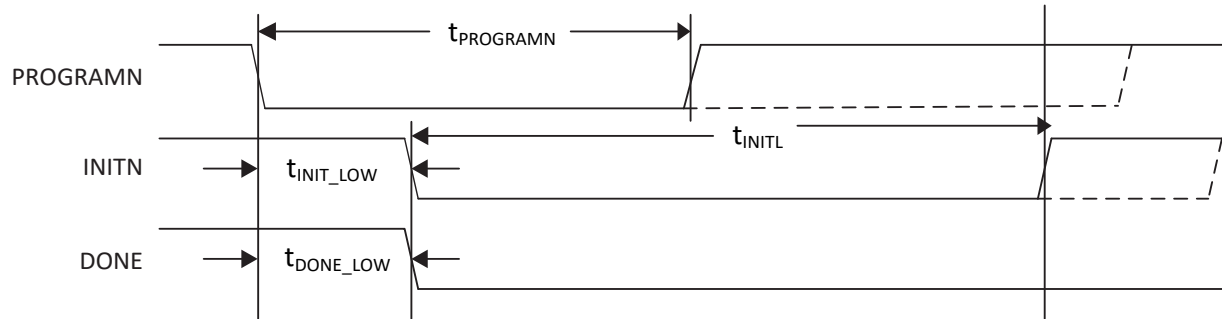 tPROGRAMN
PROGRAMN
tINITL
INITN
tINIT_LOW
DONE
tDONE_LOW